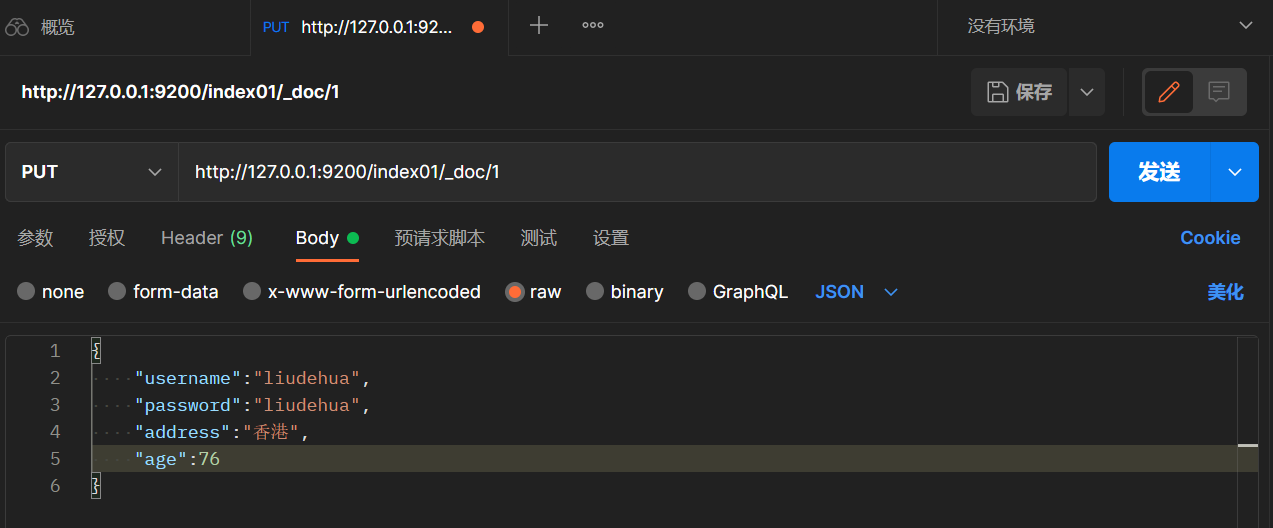 概览
PUT http://127.0.0.1:92...
没有环境
http://127.0.0.1:9200/index01/_doc/1
保存
PUT
http://127.0.0.1:9200/index01/_doc/1
发送
参数 授权 Header (9) Body 预请求脚本 测试 设置 Cookie
none form-data x-www-form-urlencoded raw binary GraphQL JSON 美化
1 {
2 "username":"liudehua",
3 "password":"liudehua",
4 "address":"香港",
5 "age":76
6 }